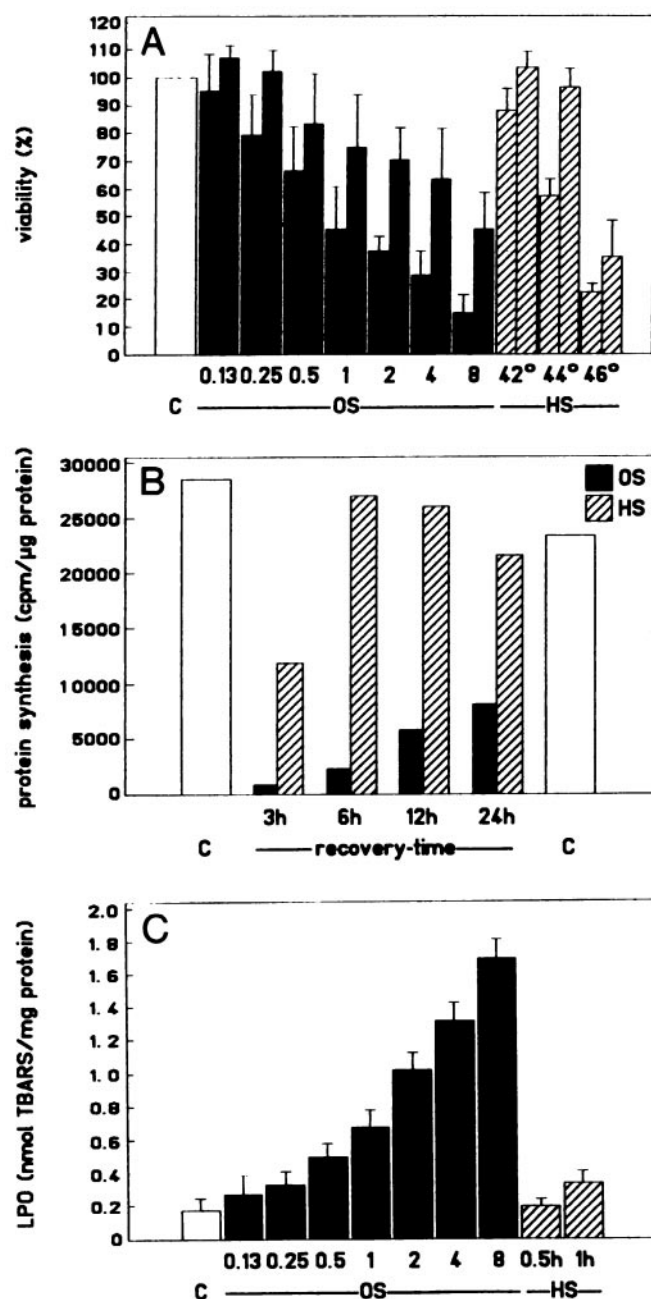 A
viability (%)
120
110
100
90
80
70
60
50
40
30
20
10
0
0.13 0.25 0.5 1 2 4 8 42° 44° 46°
C OS HS
B
protein synthesis (cpm/µg protein)
30000
25000
20000
15000
10000
5000
0
OS
HS
3h 6h 12h 24h
C recovery-time C
C
LPO (nmol TBARS/mg protein)
2.0
1.8
1.6
1.4
1.2
1.0
0.8
0.6
0.4
0.2
0
0.13 0.25 0.5 1 2 4 8 0.5h 1h
C OS HS